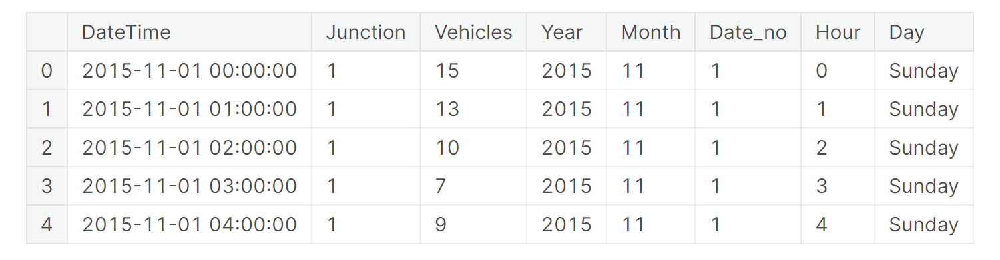 DateTime Junction Vehicles Year Month Date_no Hour Day
0 2015-11-01 00:00:00 1 15 2015 11 1 0 Sunday
1 2015-11-01 01:00:00 1 13 2015 11 1 1 Sunday
2 2015-11-01 02:00:00 1 10 2015 11 1 2 Sunday
3 2015-11-01 03:00:00 1 7 2015 11 1 3 Sunday
4 2015-11-01 04:00:00 1 9 2015 11 1 4 Sunday